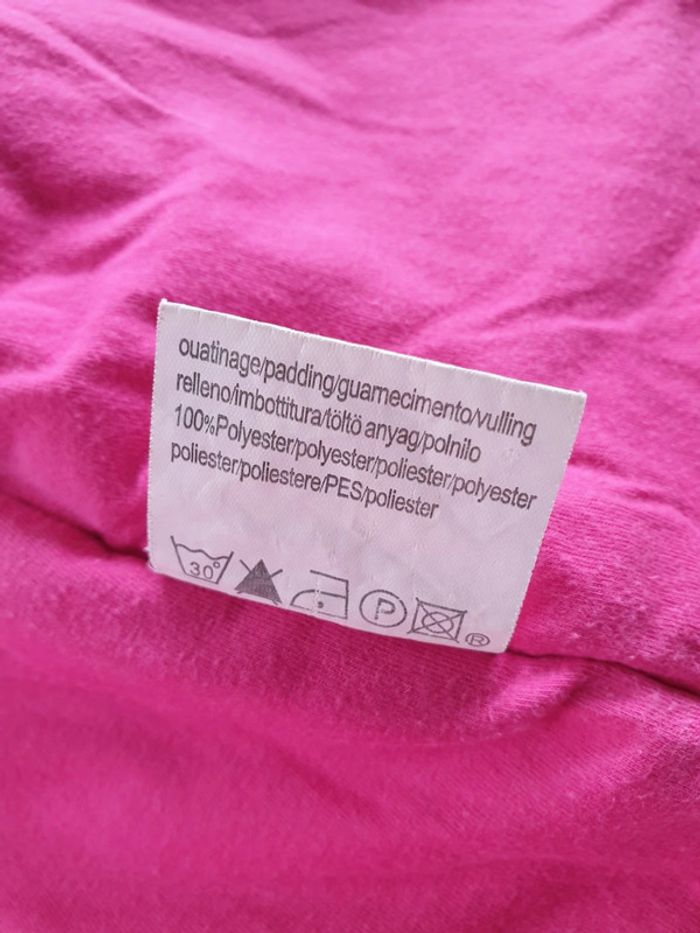 ouatinage/padding/guarnecimento/vulling
relleno/imbottitura/töltö anyag/polnilo
100%Polyester/polyester/poliester/polyester
poliester/poliestere/PES/poliester
30° P ®